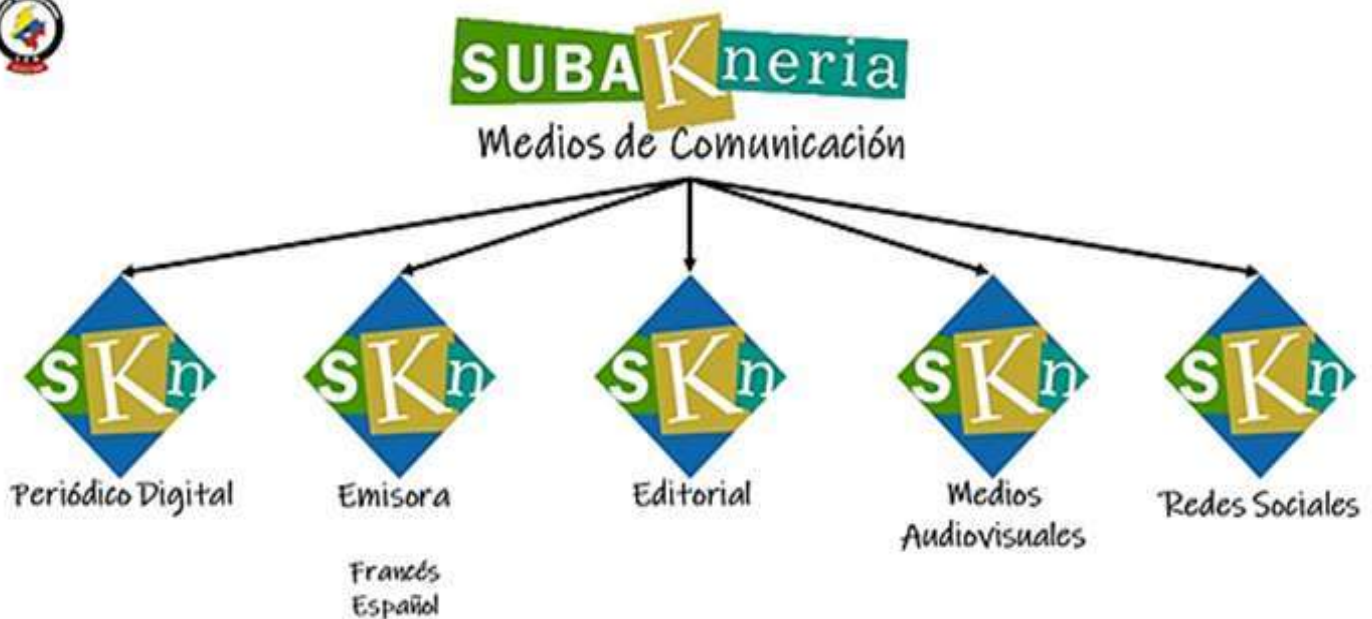 SUBAKneria
Medios de Comunicación
SKn
SKn
SKn
SKn
SKn
Periódico Digital
Emisora
Editorial
Medios
Audiovisuales
Redes Sociales
Francés
Español